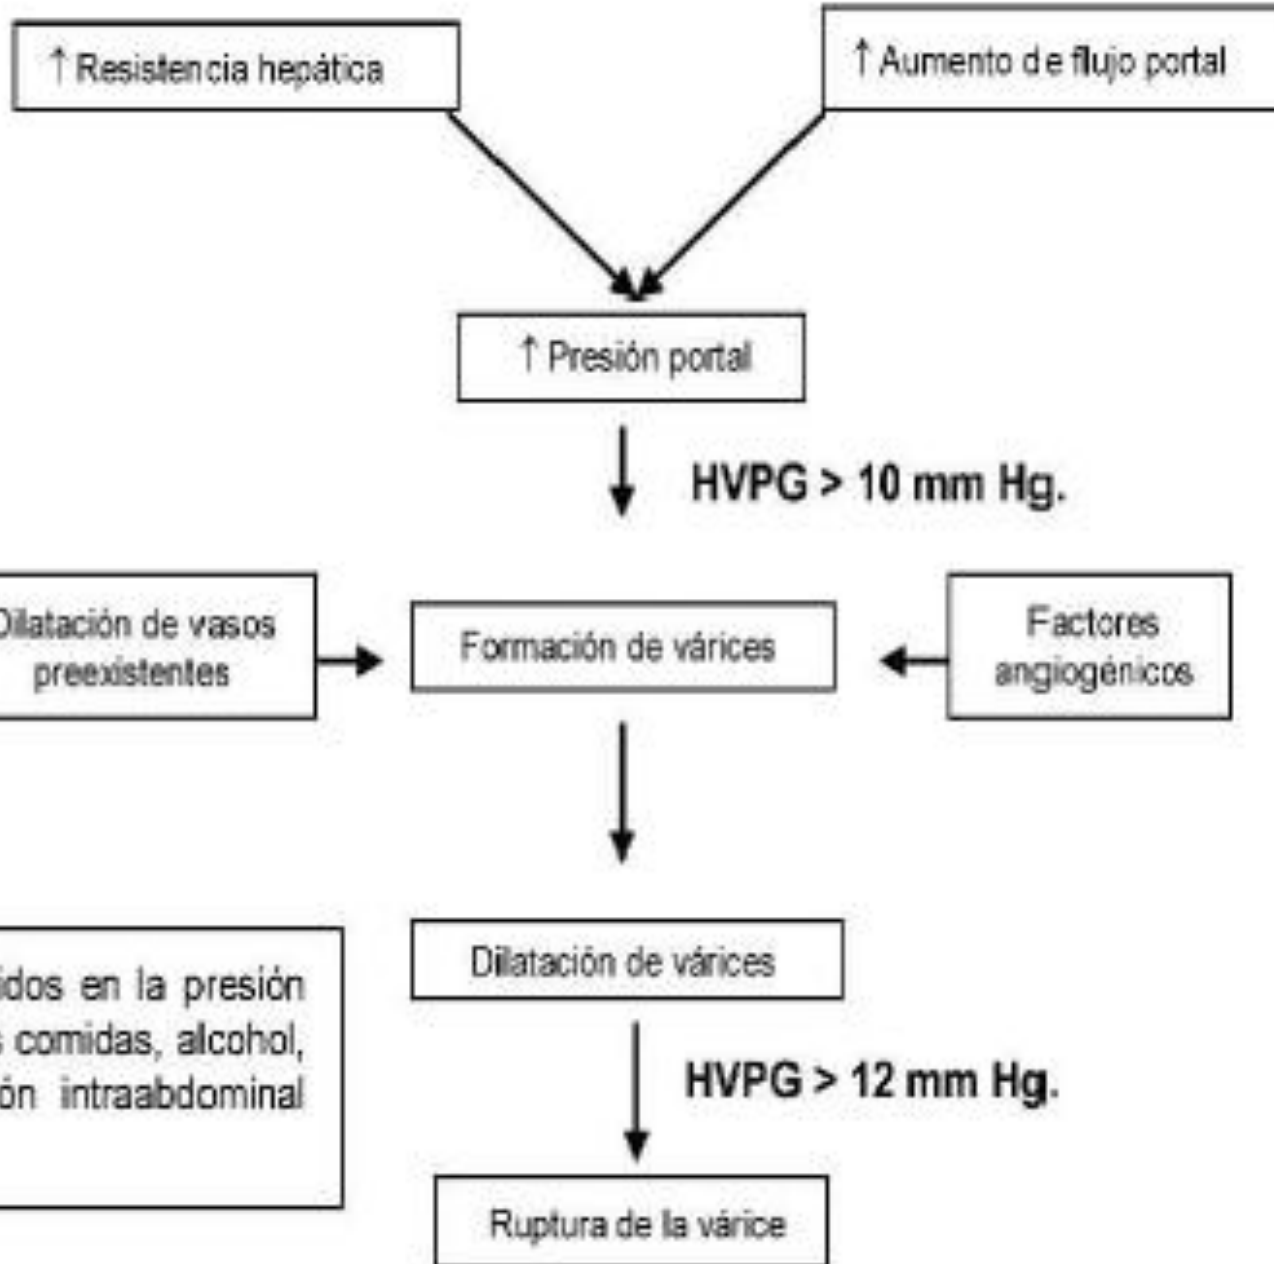 ↑ Resistencia hepática
↑ Aumento de flujo portal
↑ Presión portal
HVPG > 10 mm Hg.
Dilatación de vasos
preexistentes
Formación de várices
Factores
angiogénicos
Dilatación de várices
en la presión
comidas, alcohol,
intraabdominal
HVPG > 12 mm Hg.
Ruptura de la várice